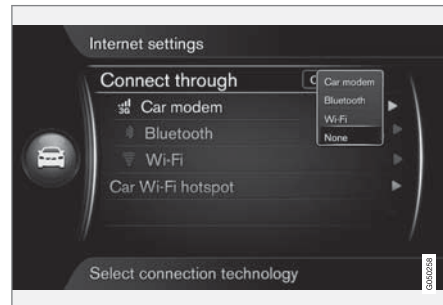 Internet settings
Connect through
Car modem
Bluetooth
Wi-Fi
None
3G Car modem
Bluetooth
Wi-Fi
Car Wi-Fi hotspot
Select connection technology
G050258